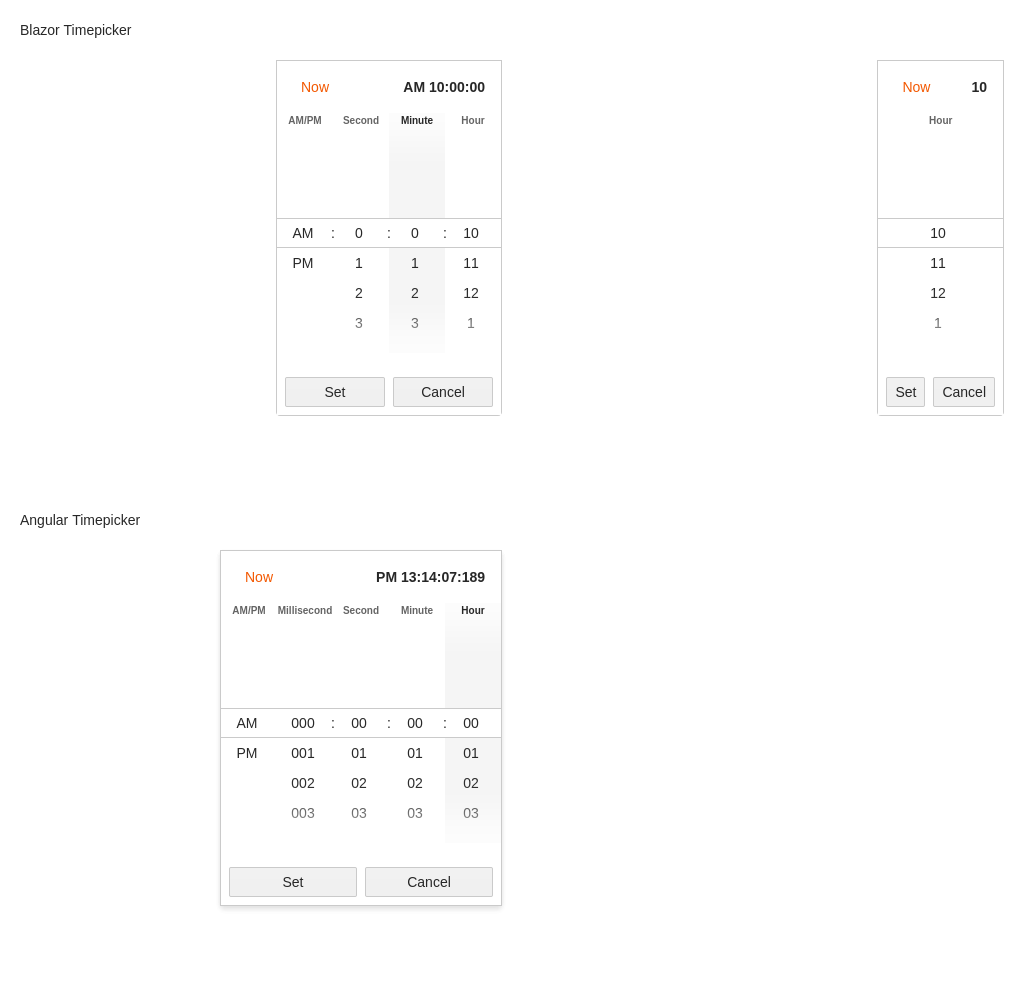 Blazor Timepicker
Now AM 10:00:00
AM/PM Second Minute Hour
AM : 0 : 0 : 10
PM 1 1 11
2 2 12
3 3 1
Set Cancel
Now 10
Hour
10
11
12
1
Set Cancel
Angular Timepicker
Now PM 13:14:07:189
AM/PM Millisecond Second Minute Hour
AM 000 : 00 : 00 : 00
PM 001 01 01 01
002 02 02 02
003 03 03 03
Set Cancel